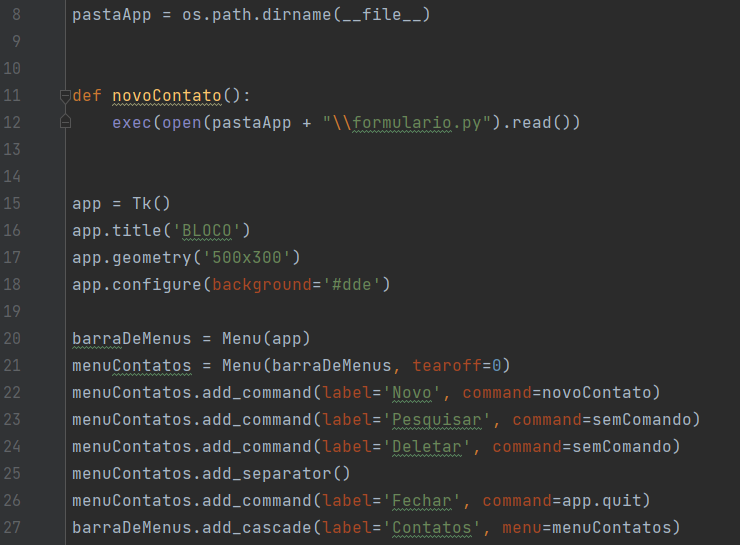 8 pastaApp = os.path.dirname(__file__)
9
10
11 def novoContato():
12     exec(open(pastaApp + "\\formulario.py").read())
13
14
15 app = Tk()
16 app.title('BLOCO')
17 app.geometry('500x300')
18 app.configure(background='#dde')
19
20 barraDeMenus = Menu(app)
21 menuContatos = Menu(barraDeMenus, tearoff=0)
22 menuContatos.add_command(label='Novo', command=novoContato)
23 menuContatos.add_command(label='Pesquisar', command=semComando)
24 menuContatos.add_command(label='Deletar', command=semComando)
25 menuContatos.add_separator()
26 menuContatos.add_command(label='Fechar', command=app.quit)
27 barraDeMenus.add_cascade(label='Contatos', menu=menuContatos)